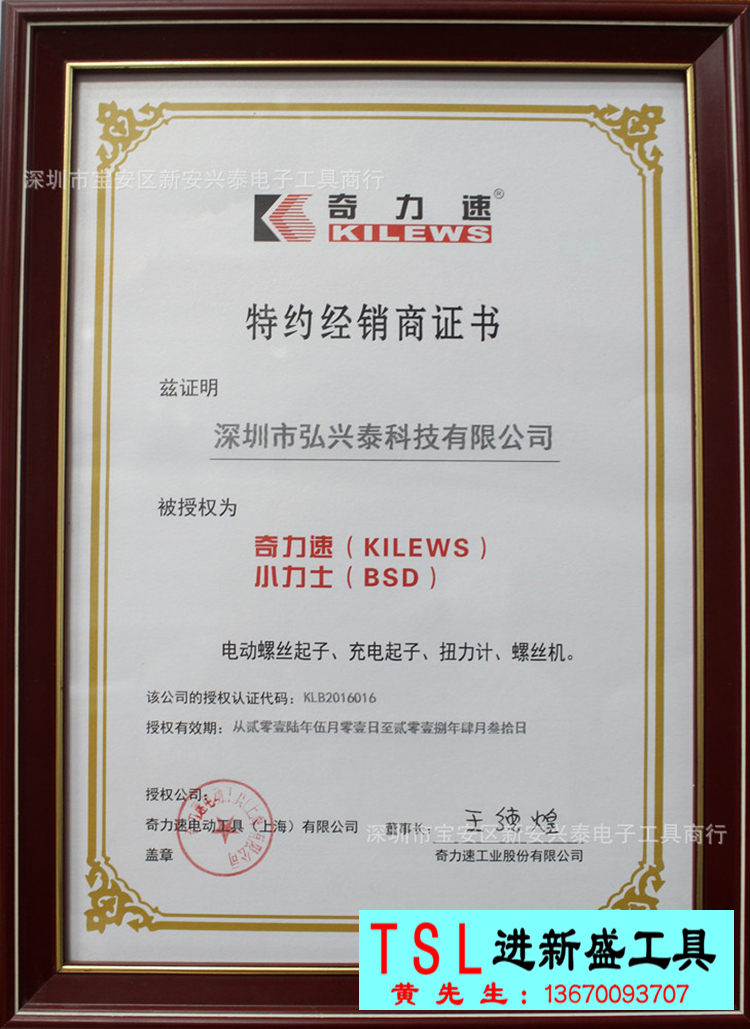 深圳市宝安区新安兴泰电子工具商行
奇力速®
KILEWS
特约经销商证书
兹证明
深圳市弘兴泰科技有限公司
被授权为
奇力速（KILEWS）
小力士（BSD）
电动螺丝起子、充电起子、扭力计、螺丝机。
该公司的授权认证代码：KLB2016016
授权有效期：从贰零壹陆年伍月零壹日至贰零壹捌年肆月叁拾日
授权公司：
奇力速电动工具（上海）有限公司
盖章
董事长：
奇力速工业股份有限公司
深圳市宝安区新安兴泰电子工具商行
TSL进新盛工具
黄先生：13670093707